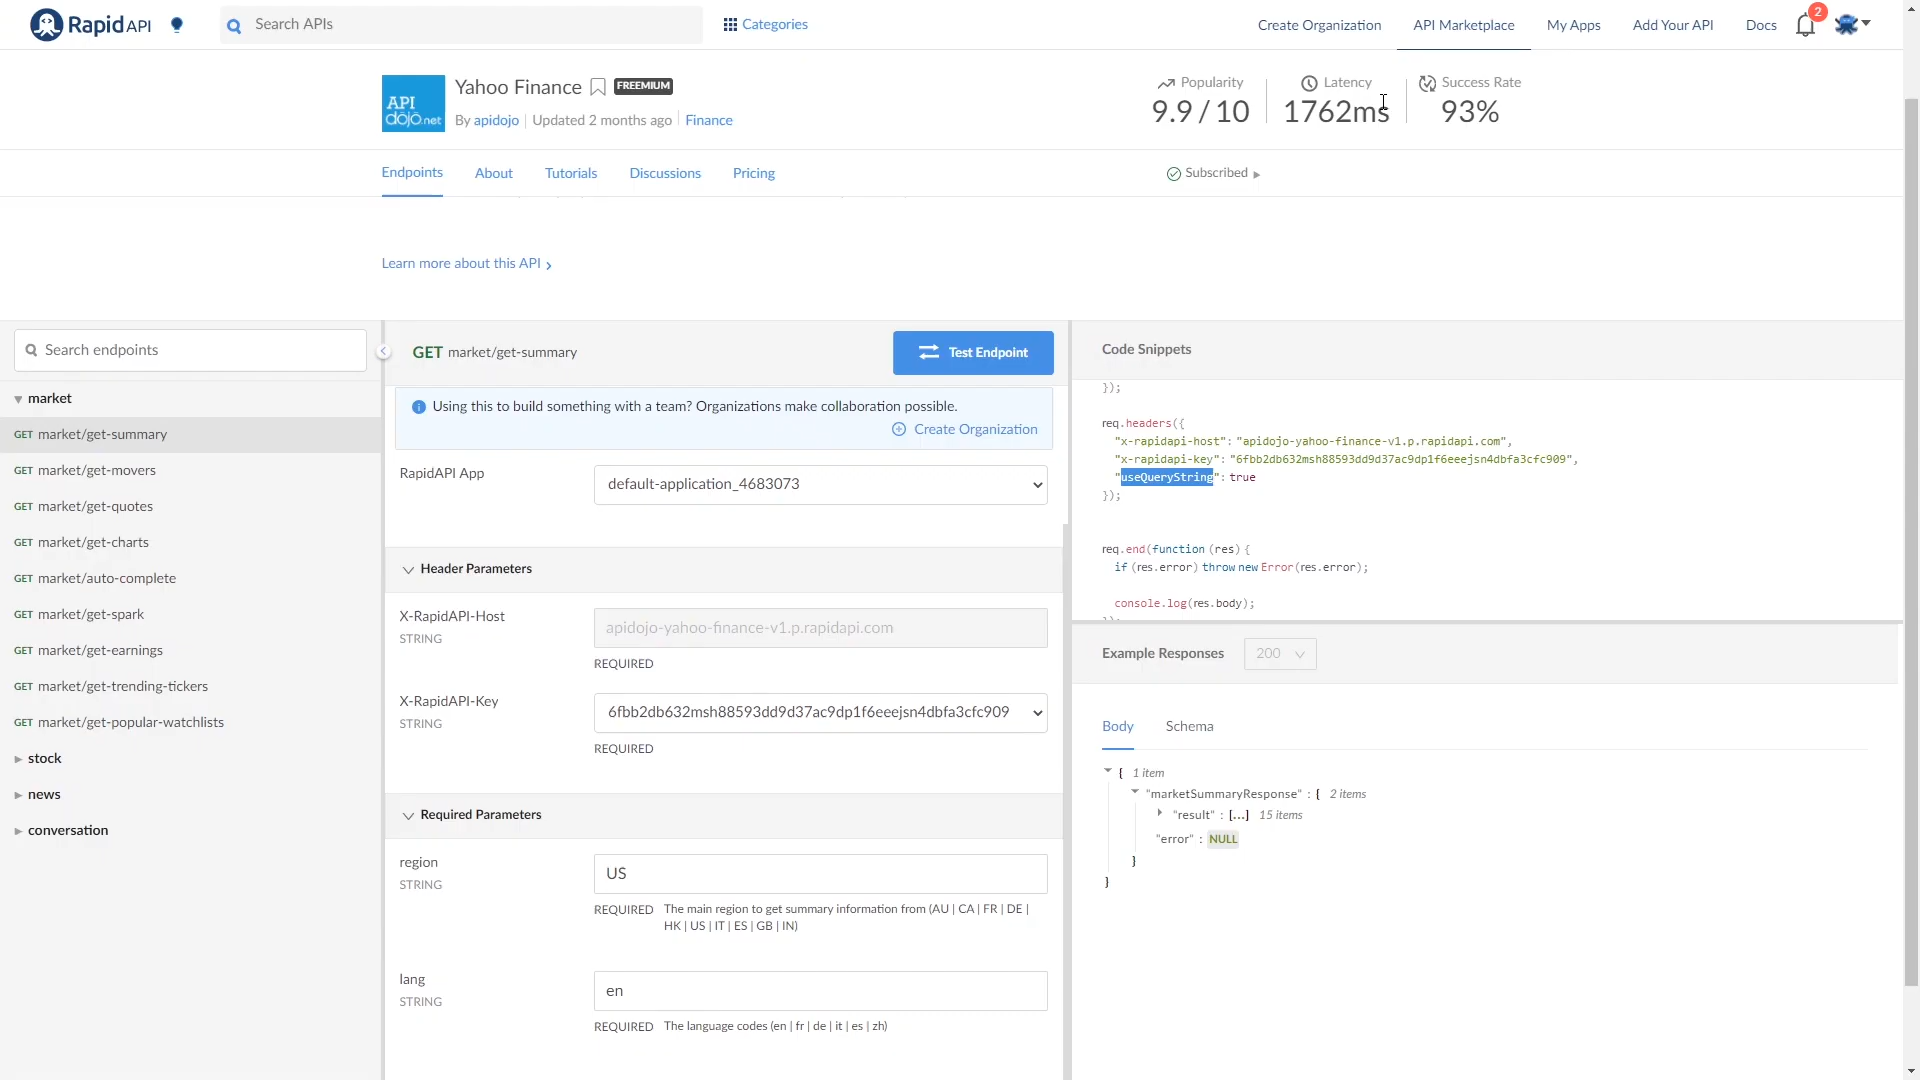 RapidAPI
Search APIs
Categories
Create Organization
API Marketplace
My Apps
Add Your API
Docs
2
API
dojo.net
Yahoo Finance
FREEMIUM
By apidojo
Updated 2 months ago
Finance
Popularity
9.9 / 10
Latency
1762ms
Success Rate
93%
Endpoints
About
Tutorials
Discussions
Pricing
Subscribed
Learn more about this API
Search endpoints
market
GET market/get-summary
GET market/get-movers
GET market/get-quotes
GET market/get-charts
GET market/auto-complete
GET market/get-spark
GET market/get-earnings
GET market/get-trending-tickers
GET market/get-popular-watchlists
stock
news
conversation
GET market/get-summary
Test Endpoint
Using this to build something with a team? Organizations make collaboration possible.
Create Organization
RapidAPI App
default-application_4683073
Header Parameters
X-RapidAPI-Host
STRING
apidojo-yahoo-finance-v1.p.rapidapi.com
REQUIRED
X-RapidAPI-Key
STRING
6fbb2db632msh88593dd9d37ac9dp1f6eeejsn4dbfa3cfc909
REQUIRED
Required Parameters
region
STRING
US
REQUIRED The main region to get summary information from (AU | CA | FR | DE |
HK | US | IT | ES | GB | IN)
lang
STRING
en
REQUIRED The language codes (en | fr | de | it | es | zh)
Code Snippets
});
req.headers({
"x-rapidapi-host": "apidojo-yahoo-finance-v1.p.rapidapi.com",
"x-rapidapi-key": "6fbb2db632msh88593dd9d37ac9dp1f6eeejsn4dbfa3cfc909",
"useQueryString": true
});
req.end(function (res) {
if (res.error) throw new Error(res.error);
console.log(res.body);
Example Responses
200
Body
Schema
{ 1 item
"marketSummaryResponse" : { 2 items
"result" : [...] 15 items
"error" : NULL
}
}